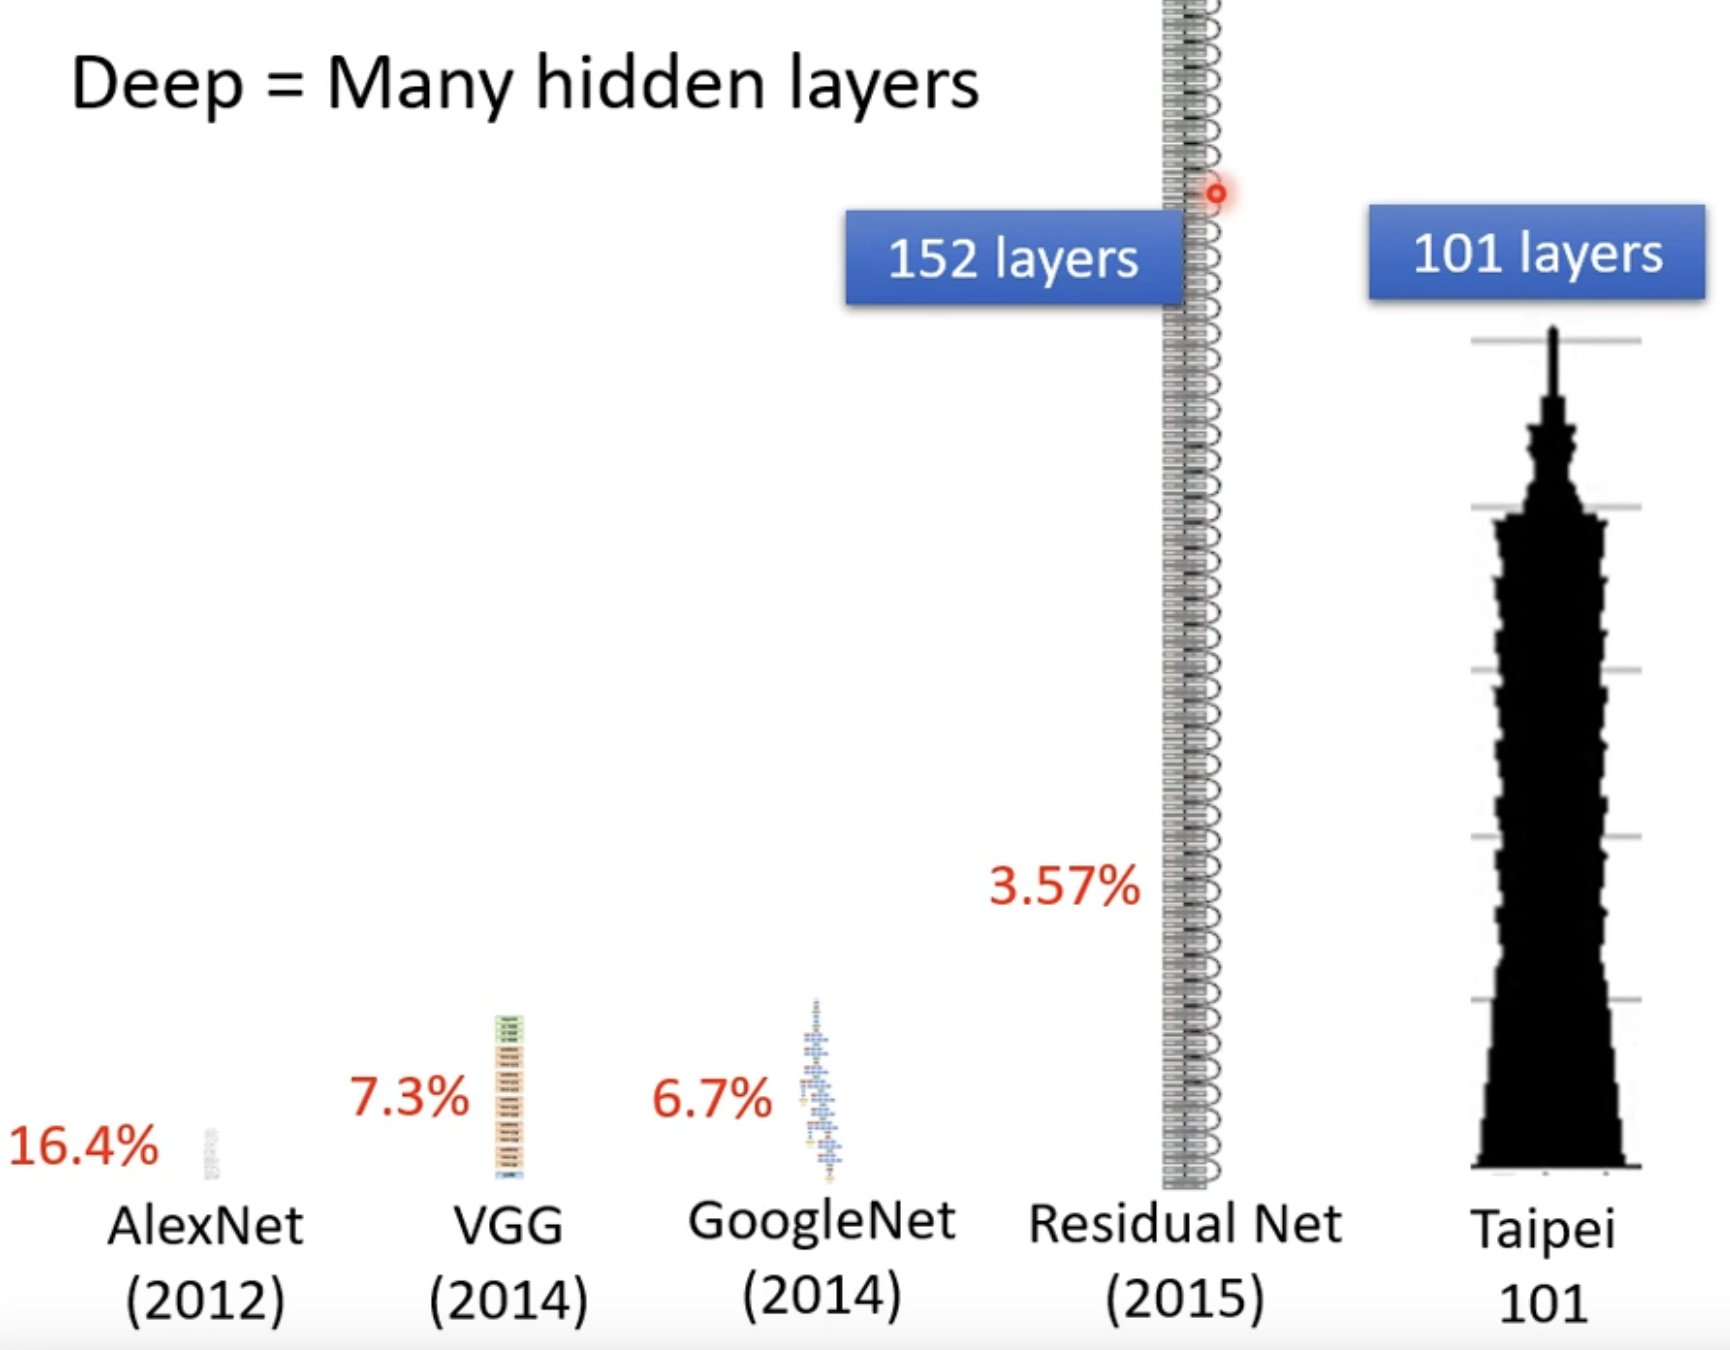 Deep = Many hidden layers
152 layers
101 layers
3.57%
7.3%
6.7%
16.4%
AlexNet
(2012)
VGG
(2014)
GoogleNet
(2014)
Residual Net
(2015)
Taipei
101